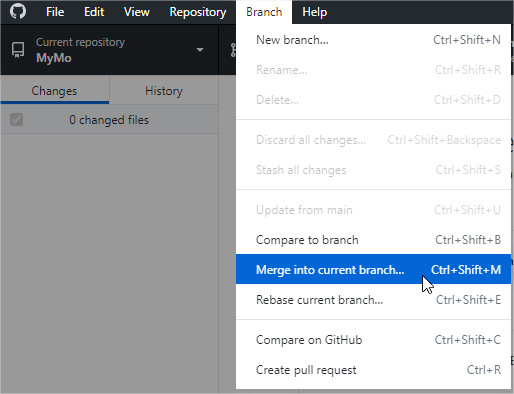 File Edit View Repository Branch Help
Current repository
MyMo
Changes History
0 changed files
New branch... Ctrl+Shift+N
Rename... Ctrl+Shift+R
Delete... Ctrl+Shift+D
Discard all changes... Ctrl+Shift+Backspace
Stash all changes Ctrl+Shift+S
Update from main Ctrl+Shift+U
Compare to branch Ctrl+Shift+B
Merge into current branch... Ctrl+Shift+M
Rebase current branch... Ctrl+Shift+E
Compare on GitHub Ctrl+Shift+C
Create pull request Ctrl+R